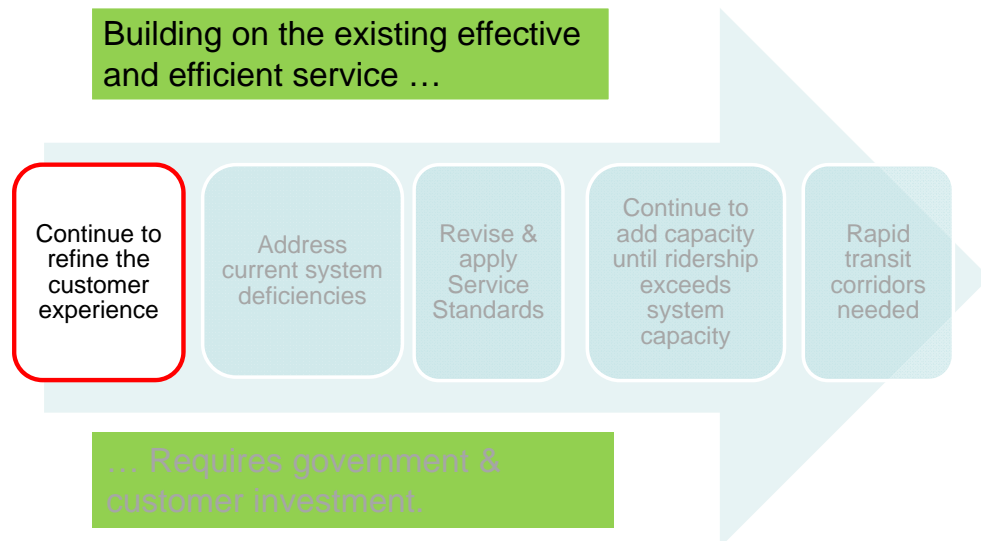 Building on the existing effective
and efficient service …
Continue to
refine the
customer
experience
Address
current system
deficiencies
Revise &
apply
Service
Standards
Continue to
add capacity
until ridership
exceeds
system
capacity
Rapid
transit
corridors
needed
… Requires government &
customer investment.